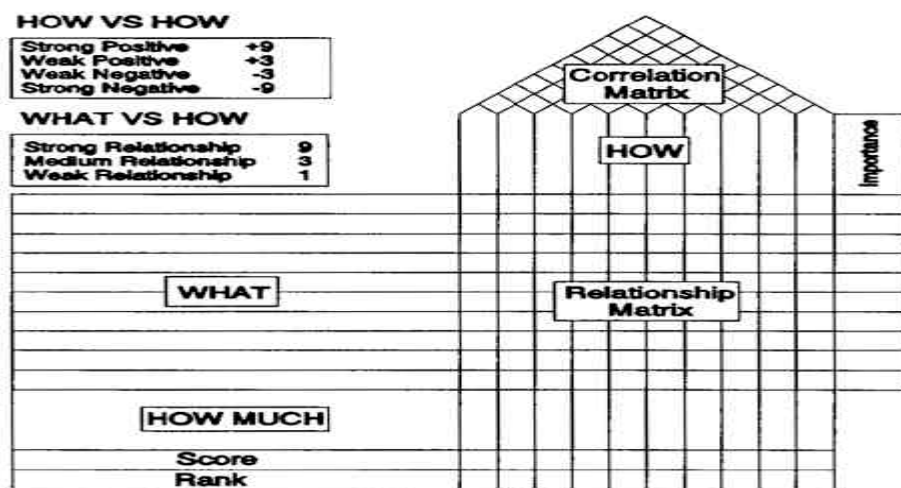 HOW VS HOW
Strong Positive +9
Weak Positive +3
Weak Negative -3
Strong Negative -9
WHAT VS HOW
Strong Relationship 9
Medium Relationship 3
Weak Relationship 1
Correlation
Matrix
HOW
Importance
WHAT
Relationship
Matrix
HOW MUCH
Score
Rank